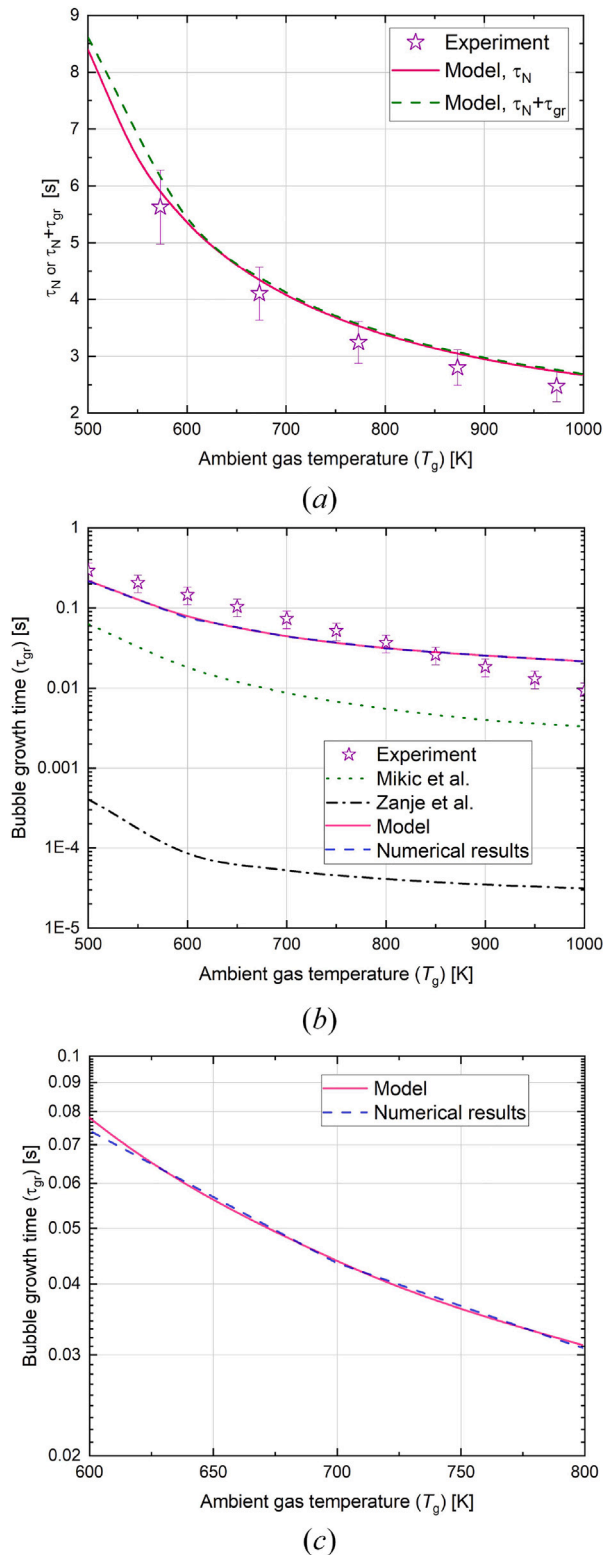 9
8
7
6
5
4
3
2
τN or τN+τgr [s]
Experiment
Model, τN
Model, τN+τgr
500 600 700 800 900 1000
Ambient gas temperature (Tg) [K]
(a)
1
0.1
0.01
0.001
1E-4
1E-5
Bubble growth time (τgr) [s]
Experiment
Mikic et al.
Zanje et al.
Model
Numerical results
500 600 700 800 900 1000
Ambient gas temperature (Tg) [K]
(b)
0.1
0.09
0.08
0.07
0.06
0.05
0.04
0.03
0.02
Bubble growth time (τgr) [s]
Model
Numerical results
600 650 700 750 800
Ambient gas temperature (Tg) [K]
(c)